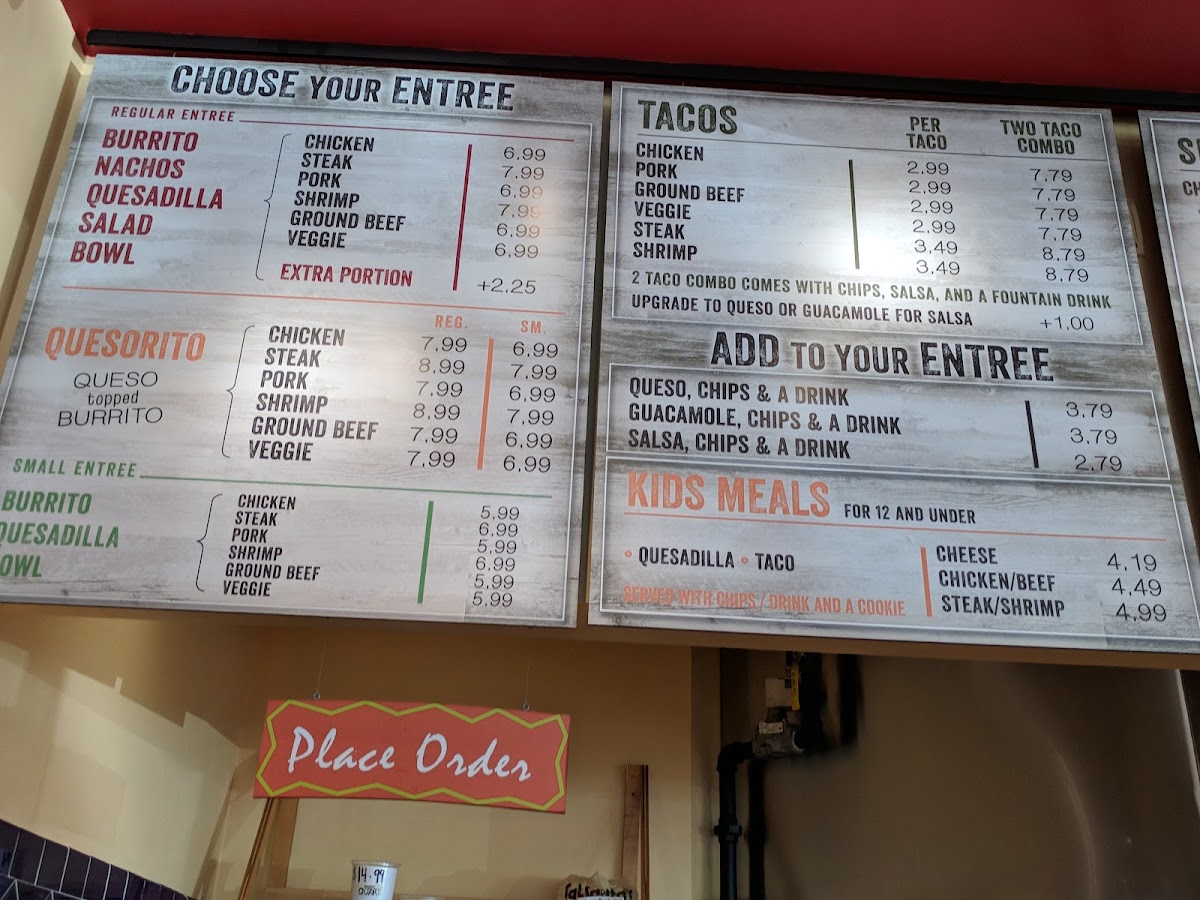 CHOOSE YOUR ENTREE
REGULAR ENTREE
BURRITO
NACHOS
QUESADILLA
SALAD
BOWL
CHICKEN 6.99
STEAK 7.99
PORK 6.99
SHRIMP 7.99
GROUND BEEF 6.99
VEGGIE 6.99
EXTRA PORTION +2.25
QUESORITO
QUESO
topped
BURRITO
REG. SM.
CHICKEN 7.99 6.99
STEAK 8.99 7.99
PORK 7.99 6.99
SHRIMP 8.99 7.99
GROUND BEEF 7.99 6.99
VEGGIE 7.99 6.99
SMALL ENTREE
BURRITO
QUESADILLA
OWL
CHICKEN 5.99
STEAK 6.99
PORK 5.99
SHRIMP 6.99
GROUND BEEF 5.99
VEGGIE 5.99
TACOS
PER TACO
TWO TACO COMBO
CHICKEN 2.99 7.79
PORK 2.99 7.79
GROUND BEEF 2.99 7.79
VEGGIE 2.99 7.79
STEAK 3.49 8.79
SHRIMP 3.49 8.79
2 TACO COMBO COMES WITH CHIPS, SALSA, AND A FOUNTAIN DRINK
UPGRADE TO QUESO OR GUACAMOLE FOR SALSA +1.00
ADD TO YOUR ENTREE
QUESO, CHIPS & A DRINK 3.79
GUACAMOLE, CHIPS & A DRINK 3.79
SALSA, CHIPS & A DRINK 2.79
KIDS MEALS FOR 12 AND UNDER
• QUESADILLA • TACO
SERVED WITH CHIPS / DRINK AND A COOKIE
CHEESE 4.19
CHICKEN/BEEF 4.49
STEAK/SHRIMP 4.99
S
CH
Place Order
$14.99
QUART